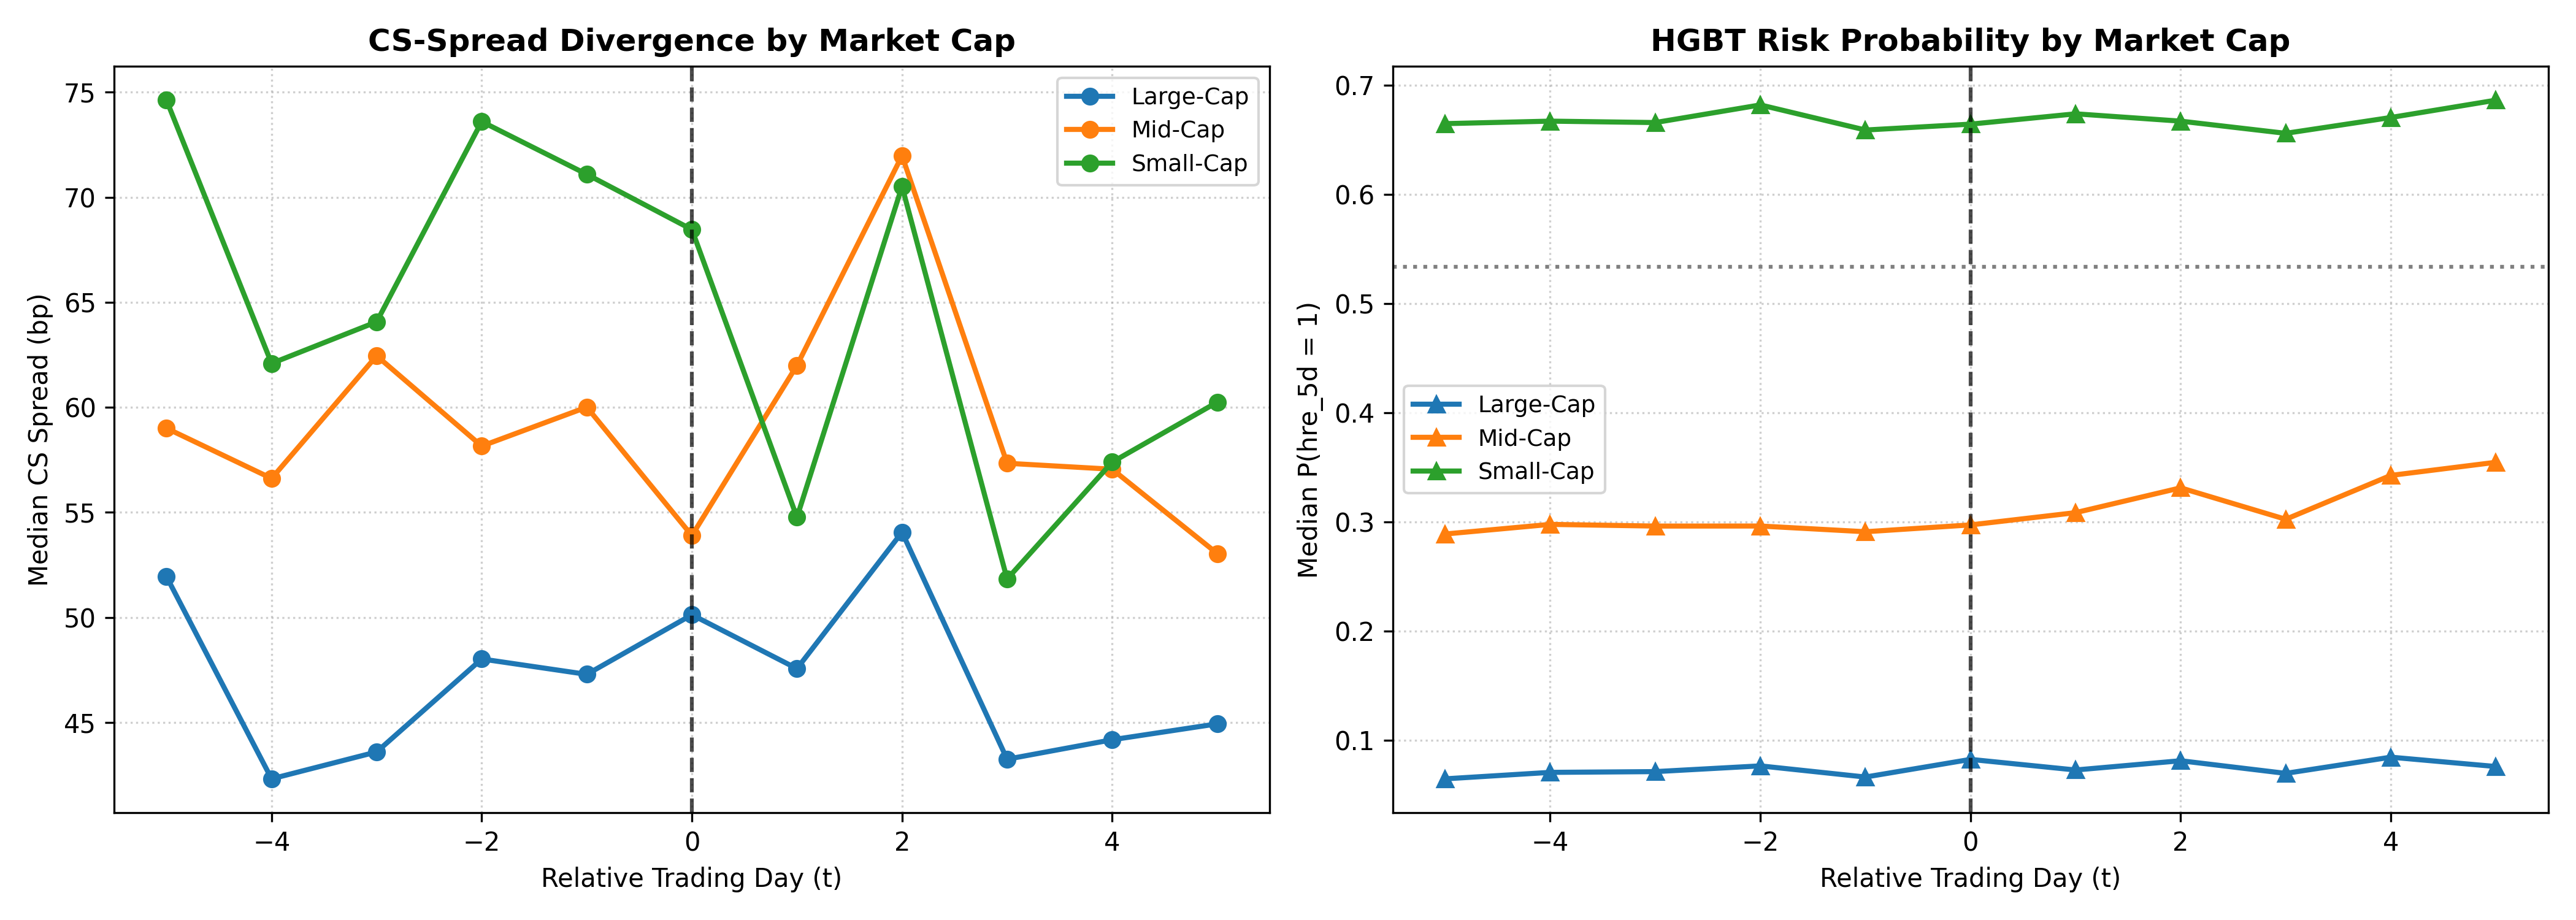 CS-Spread Divergence by Market Cap
Median CS Spread (bp)
75
70
65
60
55
50
45
Large-Cap
Mid-Cap
Small-Cap
−4
−2
0
2
4
Relative Trading Day (t)
HGBT Risk Probability by Market Cap
Median P(hre_5d = 1)
0.7
0.6
0.5
0.4
0.3
0.2
0.1
Large-Cap
Mid-Cap
Small-Cap
−4
−2
0
2
4
Relative Trading Day (t)